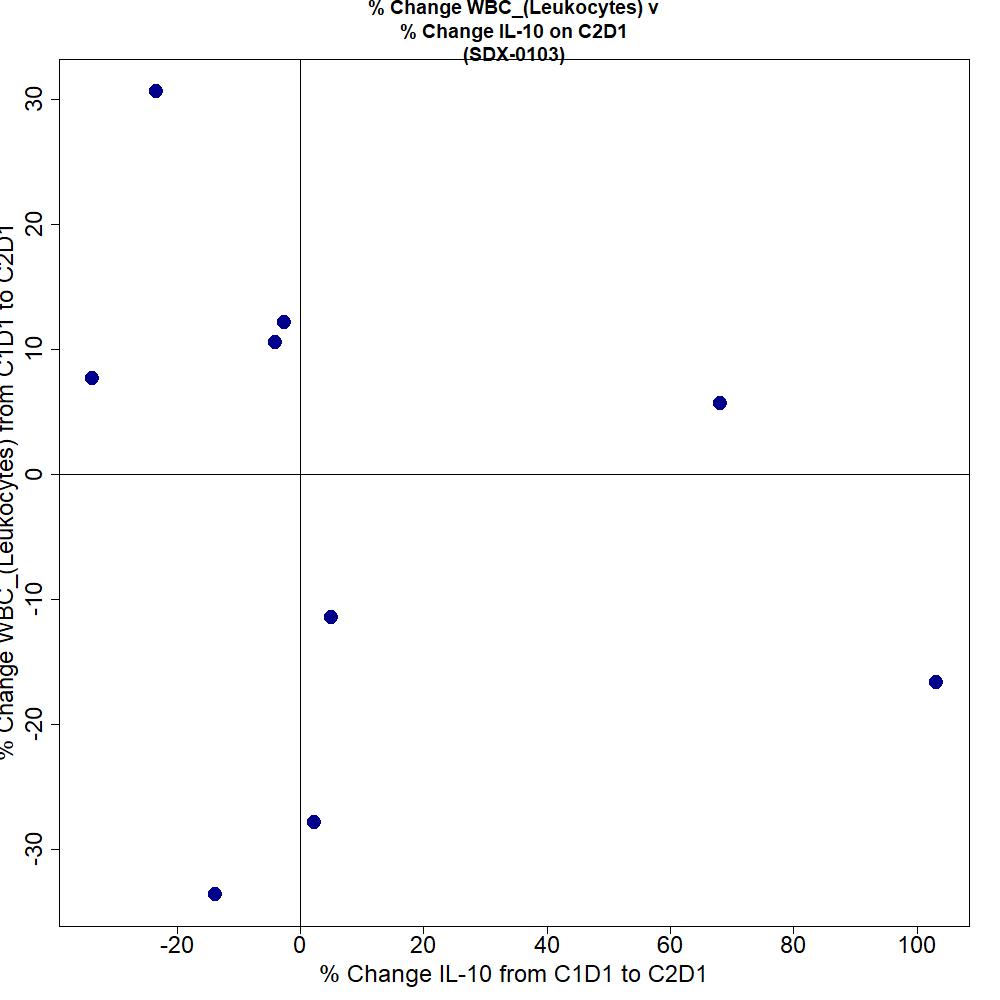 % Change WBC_(Leukocytes) v
% Change IL-10 on C2D1
(SDX-0103)
% Change WBC_(Leukocytes) from C1D1 to C2D1
30
20
10
0
-10
-20
-30
-20 0 20 40 60 80 100
% Change IL-10 from C1D1 to C2D1